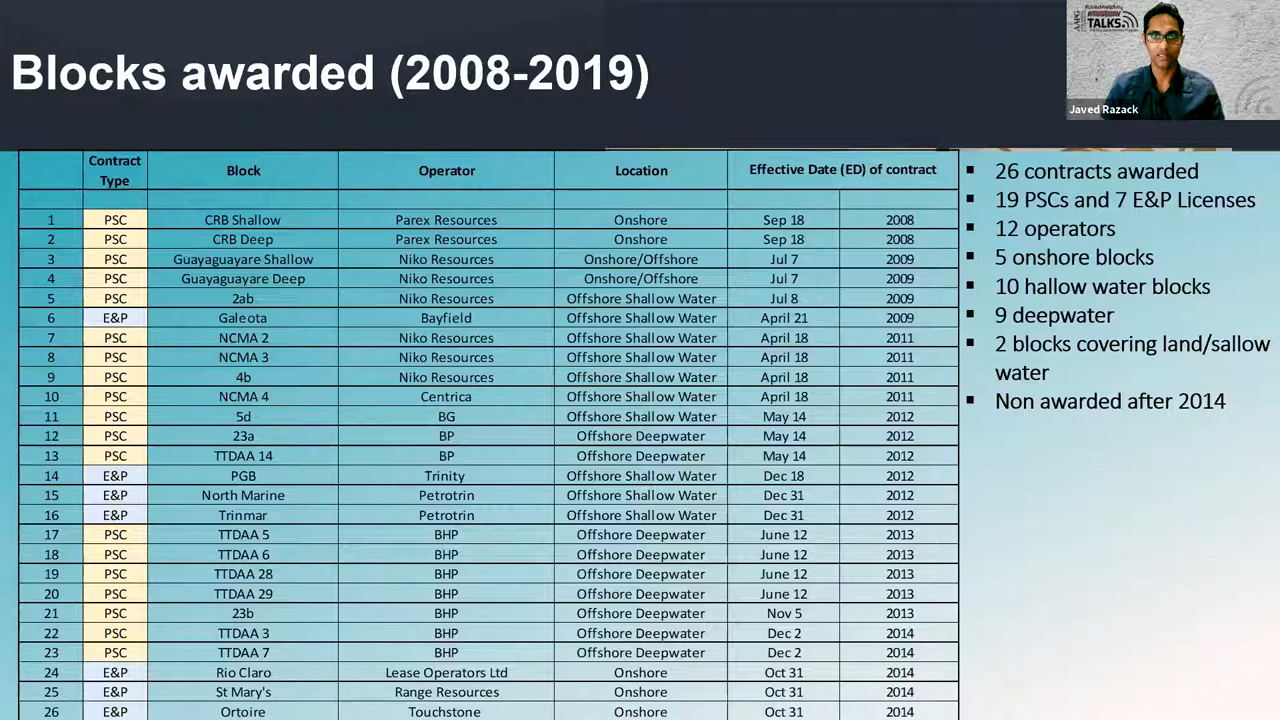 Blocks awarded (2008-2019)
TALKS
Javed Razack
Contract Type Block Operator Location Effective Date (ED) of contract
1 PSC CRB Shallow Parex Resources Onshore Sep 18 2008
2 PSC CRB Deep Parex Resources Onshore Sep 18 2008
3 PSC Guayaguayare Shallow Niko Resources Onshore/Offshore Jul 7 2009
4 PSC Guayaguayare Deep Niko Resources Onshore/Offshore Jul 7 2009
5 PSC 2ab Niko Resources Offshore Shallow Water Jul 8 2009
6 E&P Galeota Bayfield Offshore Shallow Water April 21 2009
7 PSC NCMA 2 Niko Resources Offshore Shallow Water April 18 2011
8 PSC NCMA 3 Niko Resources Offshore Shallow Water April 18 2011
9 PSC 4b Niko Resources Offshore Shallow Water April 18 2011
10 PSC NCMA 4 Centrica Offshore Shallow Water April 18 2011
11 PSC 5d BG Offshore Shallow Water May 14 2012
12 PSC 23a BP Offshore Deepwater May 14 2012
13 PSC TTDAA 14 BP Offshore Deepwater May 14 2012
14 E&P PGB Trinity Offshore Shallow Water Dec 18 2012
15 E&P North Marine Petrotrin Offshore Shallow Water Dec 31 2012
16 E&P Trinmar Petrotrin Offshore Shallow Water Dec 31 2012
17 PSC TTDAA 5 BHP Offshore Deepwater June 12 2013
18 PSC TTDAA 6 BHP Offshore Deepwater June 12 2013
19 PSC TTDAA 28 BHP Offshore Deepwater June 12 2013
20 PSC TTDAA 29 BHP Offshore Deepwater June 12 2013
21 PSC 23b BHP Offshore Deepwater Nov 5 2013
22 PSC TTDAA 3 BHP Offshore Deepwater Dec 2 2014
23 PSC TTDAA 7 BHP Offshore Deepwater Dec 2 2014
24 E&P Rio Claro Lease Operators Ltd Onshore Oct 31 2014
25 E&P St Mary's Range Resources Onshore Oct 31 2014
26 E&P Ortoire Touchstone Onshore Oct 31 2014
▪ 26 contracts awarded
▪ 19 PSCs and 7 E&P Licenses
▪ 12 operators
▪ 5 onshore blocks
▪ 10 hallow water blocks
▪ 9 deepwater
▪ 2 blocks covering land/sallow
water
▪ Non awarded after 2014